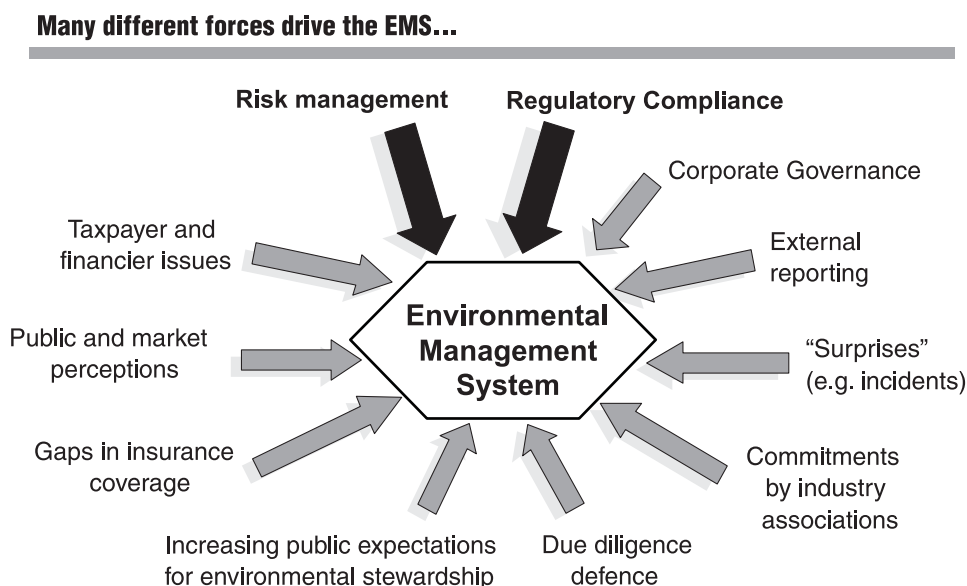 Many different forces drive the EMS...
Risk management
Regulatory Compliance
Corporate Governance
Taxpayer and
financier issues
External
reporting
Environmental
Management
System
Public and market
perceptions
“Surprises”
(e.g. incidents)
Gaps in insurance
coverage
Commitments
by industry
associations
Increasing public expectations
for environmental stewardship
Due diligence
defence